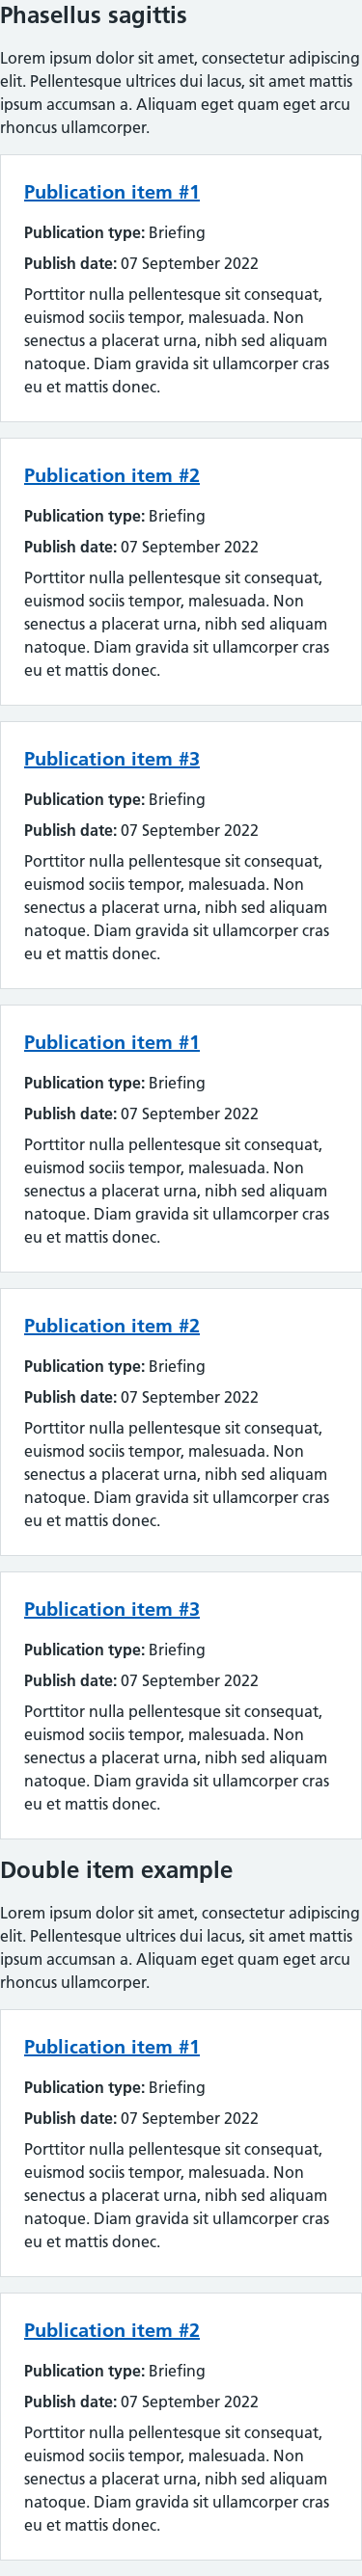 Phasellus sagittis
Lorem ipsum dolor sit amet, consectetur adipiscing
elit. Pellentesque ultrices dui lacus, sit amet mattis
ipsum accumsan a. Aliquam eget quam eget arcu
rhoncus ullamcorper.
Publication item #1
Publication type: Briefing
Publish date: 07 September 2022
Porttitor nulla pellentesque sit consequat,
euismod sociis tempor, malesuada. Non
senectus a placerat urna, nibh sed aliquam
natoque. Diam gravida sit ullamcorper cras
eu et mattis donec.
Publication item #2
Publication type: Briefing
Publish date: 07 September 2022
Porttitor nulla pellentesque sit consequat,
euismod sociis tempor, malesuada. Non
senectus a placerat urna, nibh sed aliquam
natoque. Diam gravida sit ullamcorper cras
eu et mattis donec.
Publication item #3
Publication type: Briefing
Publish date: 07 September 2022
Porttitor nulla pellentesque sit consequat,
euismod sociis tempor, malesuada. Non
senectus a placerat urna, nibh sed aliquam
natoque. Diam gravida sit ullamcorper cras
eu et mattis donec.
Publication item #1
Publication type: Briefing
Publish date: 07 September 2022
Porttitor nulla pellentesque sit consequat,
euismod sociis tempor, malesuada. Non
senectus a placerat urna, nibh sed aliquam
natoque. Diam gravida sit ullamcorper cras
eu et mattis donec.
Publication item #2
Publication type: Briefing
Publish date: 07 September 2022
Porttitor nulla pellentesque sit consequat,
euismod sociis tempor, malesuada. Non
senectus a placerat urna, nibh sed aliquam
natoque. Diam gravida sit ullamcorper cras
eu et mattis donec.
Publication item #3
Publication type: Briefing
Publish date: 07 September 2022
Porttitor nulla pellentesque sit consequat,
euismod sociis tempor, malesuada. Non
senectus a placerat urna, nibh sed aliquam
natoque. Diam gravida sit ullamcorper cras
eu et mattis donec.
Double item example
Lorem ipsum dolor sit amet, consectetur adipiscing
elit. Pellentesque ultrices dui lacus, sit amet mattis
ipsum accumsan a. Aliquam eget quam eget arcu
rhoncus ullamcorper.
Publication item #1
Publication type: Briefing
Publish date: 07 September 2022
Porttitor nulla pellentesque sit consequat,
euismod sociis tempor, malesuada. Non
senectus a placerat urna, nibh sed aliquam
natoque. Diam gravida sit ullamcorper cras
eu et mattis donec.
Publication item #2
Publication type: Briefing
Publish date: 07 September 2022
Porttitor nulla pellentesque sit consequat,
euismod sociis tempor, malesuada. Non
senectus a placerat urna, nibh sed aliquam
natoque. Diam gravida sit ullamcorper cras
eu et mattis donec.